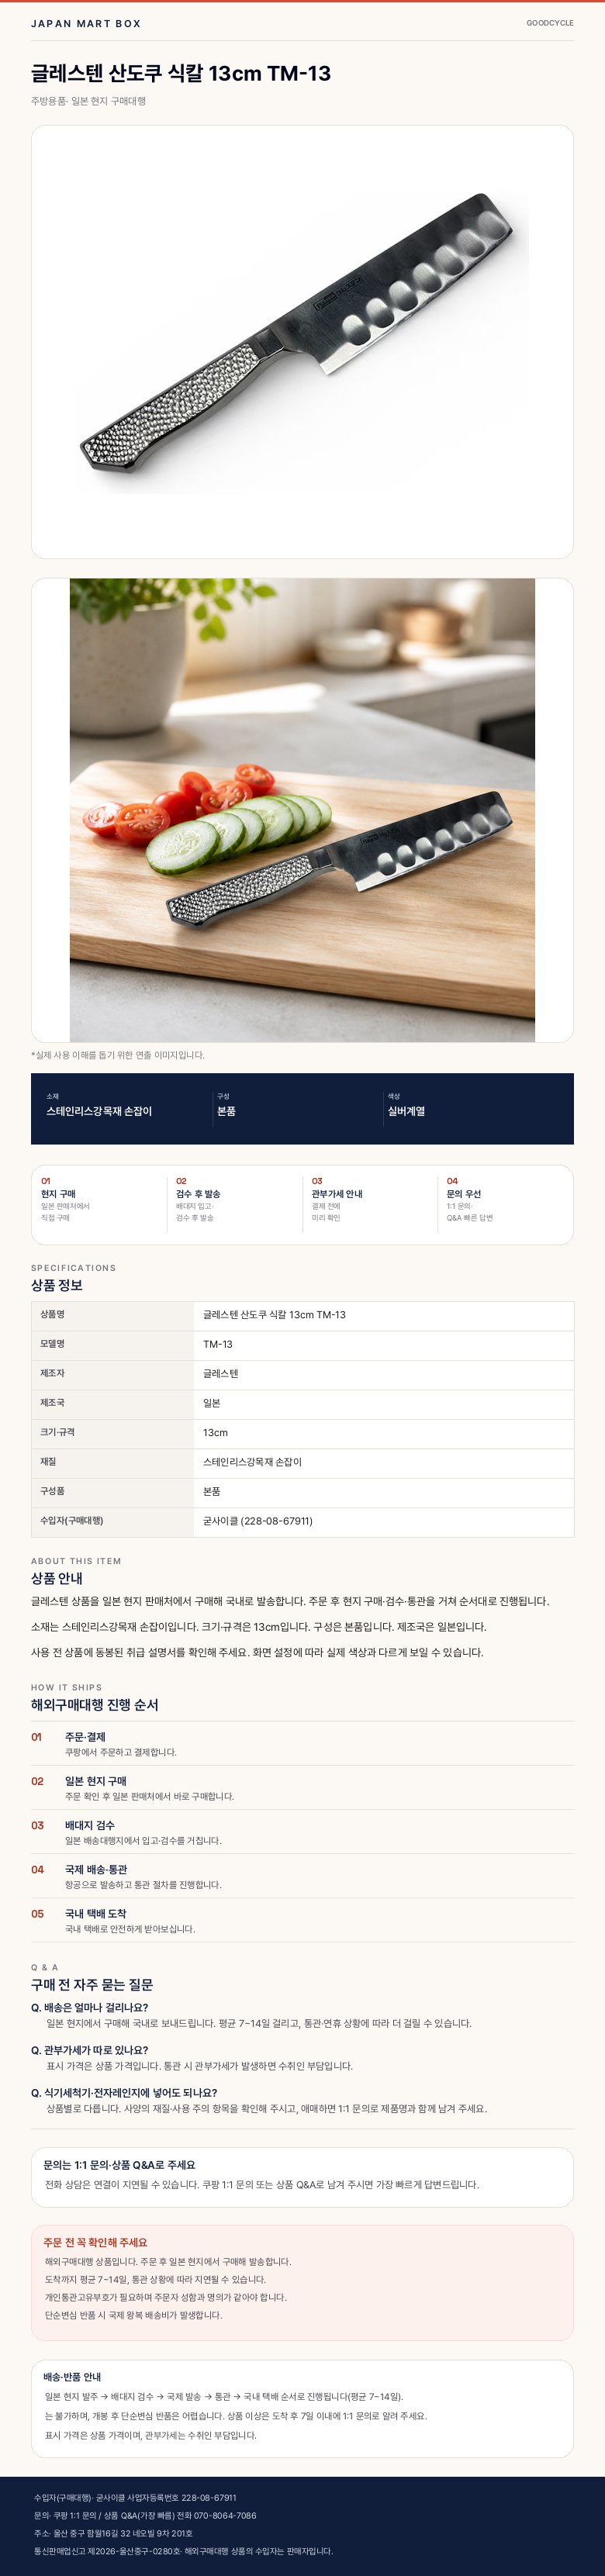 JAPAN MART BOX
GOODCYCLE
글레스텐 산도쿠 식칼 13cm TM-13
주방용품· 일본 현지 구매대행
*실제 사용 이해를 돕기 위한 연출 이미지입니다.
소재
스테인리스강목재 손잡이
구성
본품
색상
실버계열
01
현지 구매
일본 판매처에서
직접 구매
02
검수 후 발송
배대지 입고·
검수 후 발송
03
관부가세 안내
결제 전에
미리 확인
04
문의 우선
1:1 문의·
Q&A 빠른 답변
SPECIFICATIONS
상품 정보
상품명 글레스텐 산도쿠 식칼 13cm TM-13
모델명 TM-13
제조자 글레스텐
제조국 일본
크기·규격 13cm
재질 스테인리스강목재 손잡이
구성품 본품
수입자(구매대행) 굳사이클 (228-08-67911)
ABOUT THIS ITEM
상품 안내
글레스텐 상품을 일본 현지 판매처에서 구매해 국내로 발송합니다. 주문 후 현지 구매·검수·통관을 거쳐 순서대로 진행됩니다.
소재는 스테인리스강목재 손잡이입니다. 크기·규격은 13cm입니다. 구성은 본품입니다. 제조국은 일본입니다.
사용 전 상품에 동봉된 취급 설명서를 확인해 주세요. 화면 설정에 따라 실제 색상과 다르게 보일 수 있습니다.
HOW IT SHIPS
해외구매대행 진행 순서
01 주문·결제
쿠팡에서 주문하고 결제합니다.
02 일본 현지 구매
주문 확인 후 일본 판매처에서 바로 구매합니다.
03 배대지 검수
일본 배송대행지에서 입고·검수를 거칩니다.
04 국제 배송·통관
항공으로 발송하고 통관 절차를 진행합니다.
05 국내 택배 도착
국내 택배로 안전하게 받아보십니다.
Q & A
구매 전 자주 묻는 질문
Q. 배송은 얼마나 걸리나요?
일본 현지에서 구매해 국내로 보내드립니다. 평균 7~14일 걸리고, 통관·연휴 상황에 따라 더 걸릴 수 있습니다.
Q. 관부가세가 따로 있나요?
표시 가격은 상품 가격입니다. 통관 시 관부가세가 발생하면 수취인 부담입니다.
Q. 식기세척기·전자레인지에 넣어도 되나요?
상품별로 다릅니다. 사양의 재질·사용 주의 항목을 확인해 주시고, 애매하면 1:1 문의로 제품명과 함께 남겨 주세요.
문의는 1:1 문의·상품 Q&A로 주세요
전화 상담은 연결이 지연될 수 있습니다. 쿠팡 1:1 문의 또는 상품 Q&A로 남겨 주시면 가장 빠르게 답변드립니다.
주문 전 꼭 확인해 주세요
해외구매대행 상품입니다. 주문 후 일본 현지에서 구매해 발송합니다.
도착까지 평균 7~14일, 통관 상황에 따라 지연될 수 있습니다.
개인통관고유부호가 필요하며 주문자 성함과 명의가 같아야 합니다.
단순변심 반품 시 국제 왕복 배송비가 발생합니다.
배송·반품 안내
일본 현지 발주 → 배대지 검수 → 국제 발송 → 통관 → 국내 택배 순서로 진행됩니다(평균 7~14일).
는 불가하며, 개봉 후 단순변심 반품은 어렵습니다. 상품 이상은 도착 후 7일 이내에 1:1 문의로 알려 주세요.
표시 가격은 상품 가격이며, 관부가세는 수취인 부담입니다.
수입자(구매대행)· 굳사이클 사업자등록번호 228-08-67911
문의· 쿠팡 1:1 문의 / 상품 Q&A(가장 빠름) 전화 070-8064-7086
주소· 울산 중구 함월16길 32 네오빌 9차 201호
통신판매업신고 제2026-울산중구-0280호· 해외구매대행 상품의 수입자는 판매자입니다.